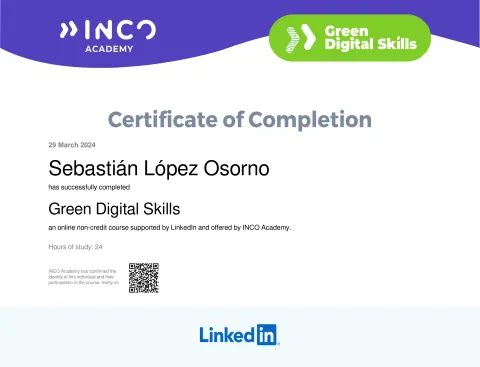 INCO
ACADEMY
Green
Digital Skills
Certificate of Completion
29 March 2024
Sebastián López Osorno
has successfully completed
Green Digital Skills
an online non-credit course supported by LinkedIn and offered by INCO Academy.
Hours of study: 24
INCO Academy has confirmed the
identity of this individual and their
participation in the course. Verify at:
LinkedIn